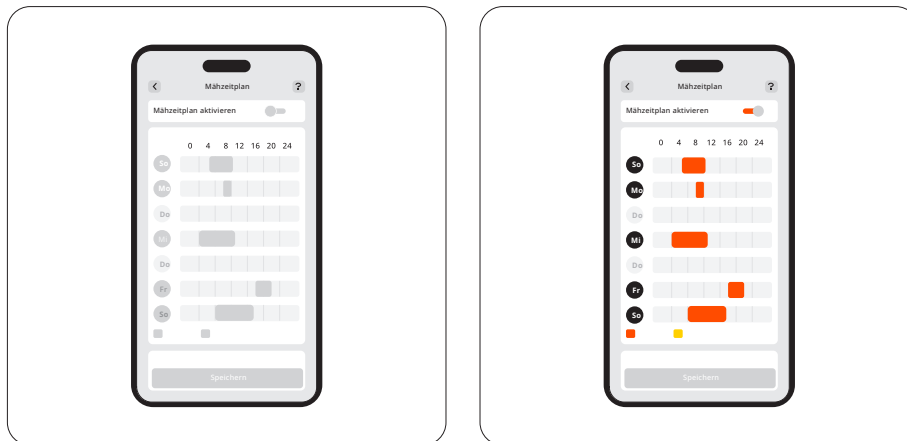 Mähzeitplan ?
Mähzeitplan aktivieren
0 4 8 12 16 20 24
So
Mo
Do
Mi
Do
Fr
So
Speichern
Mähzeitplan ?
Mähzeitplan aktivieren
0 4 8 12 16 20 24
So
Mo
Do
Mi
Do
Fr
So
Speichern